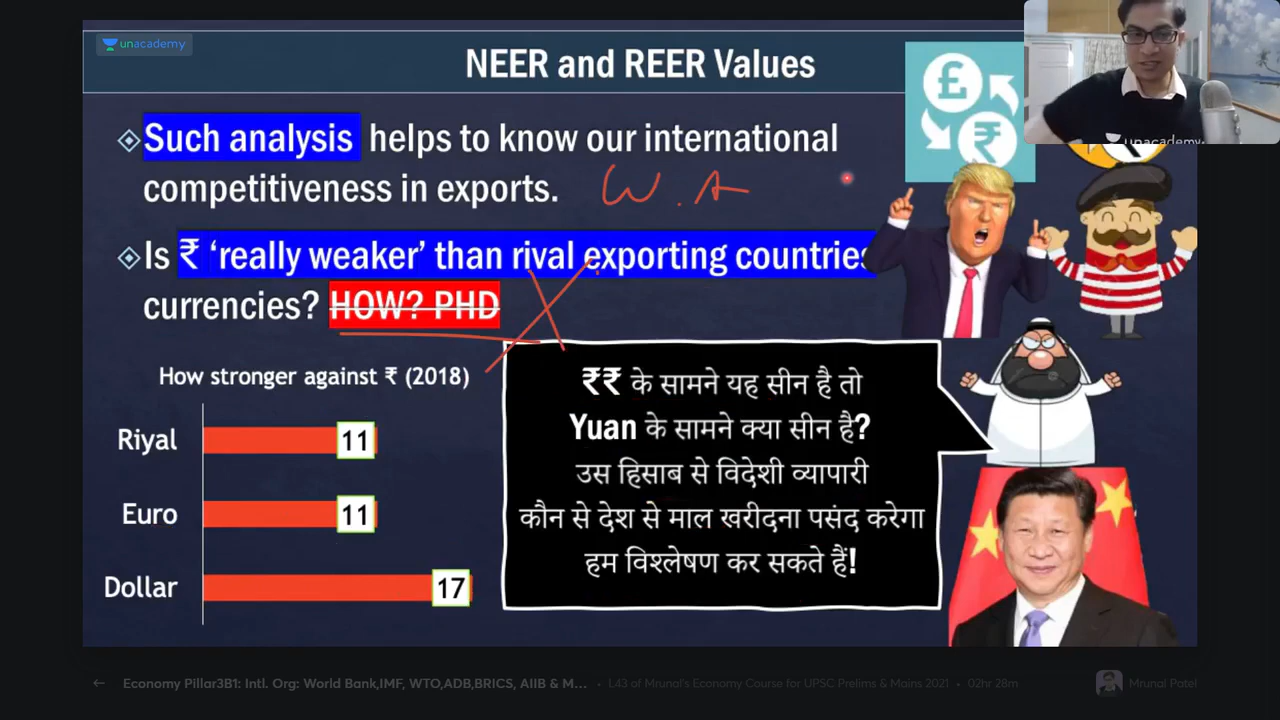 unacademy
NEER and REER Values
Such analysis helps to know our international
competitiveness in exports. W.A
Is ₹ ‘really weaker’ than rival exporting countries
currencies? HOW? PHD
How stronger against ₹ (2018)
Riyal 11
Euro 11
Dollar 17
₹₹ के सामने यह सीन है तो
Yuan के सामने क्या सीन है?
उस हिसाब से विदेशी व्यापारी
कौन से देश से माल खरीदना पसंद करेगा
हम विश्लेषण कर सकते हैं!
£
₹
unacademy
← Economy Pillar3B1: Intl. Org: World Bank,IMF, WTO,ADB,BRICS, AIIB & M... • L43 of Mrunal's Economy Course for UPSC Prelims & Mains 2021 • 02hr 28m
Mrunal Patel